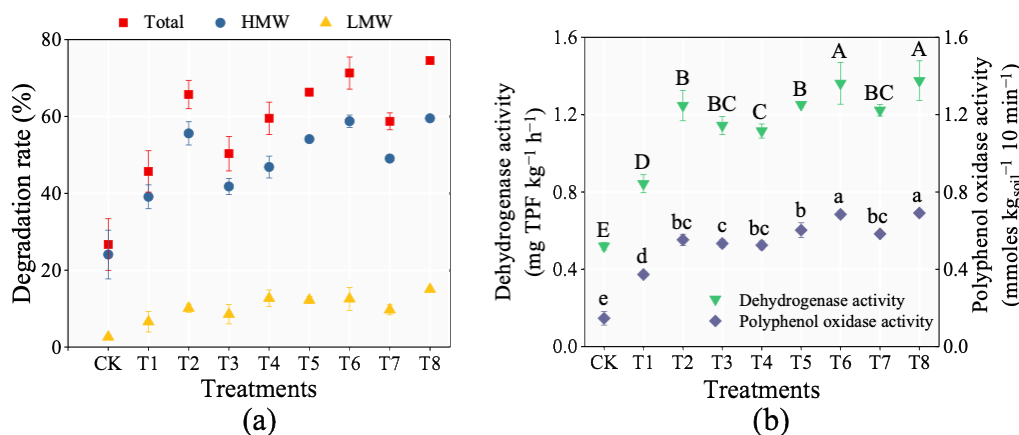 Total HMW LMW
Degradation rate (%)
80
60
40
20
0
CK T1 T2 T3 T4 T5 T6 T7 T8
Treatments
(a)
Dehydrogenase activity
(mg TPF kg⁻¹ h⁻¹)
1.6
1.2
0.8
0.4
0.0
E D B BC C B A BC A
e d bc c bc b a bc a
Dehydrogenase activity
Polyphenol oxidase activity
CK T1 T2 T3 T4 T5 T6 T7 T8
Treatments
(b)
1.6
1.2
0.8
0.4
0.0
Polyphenol oxidase activity
(mmoles kg_soil⁻¹ 10 min⁻¹)